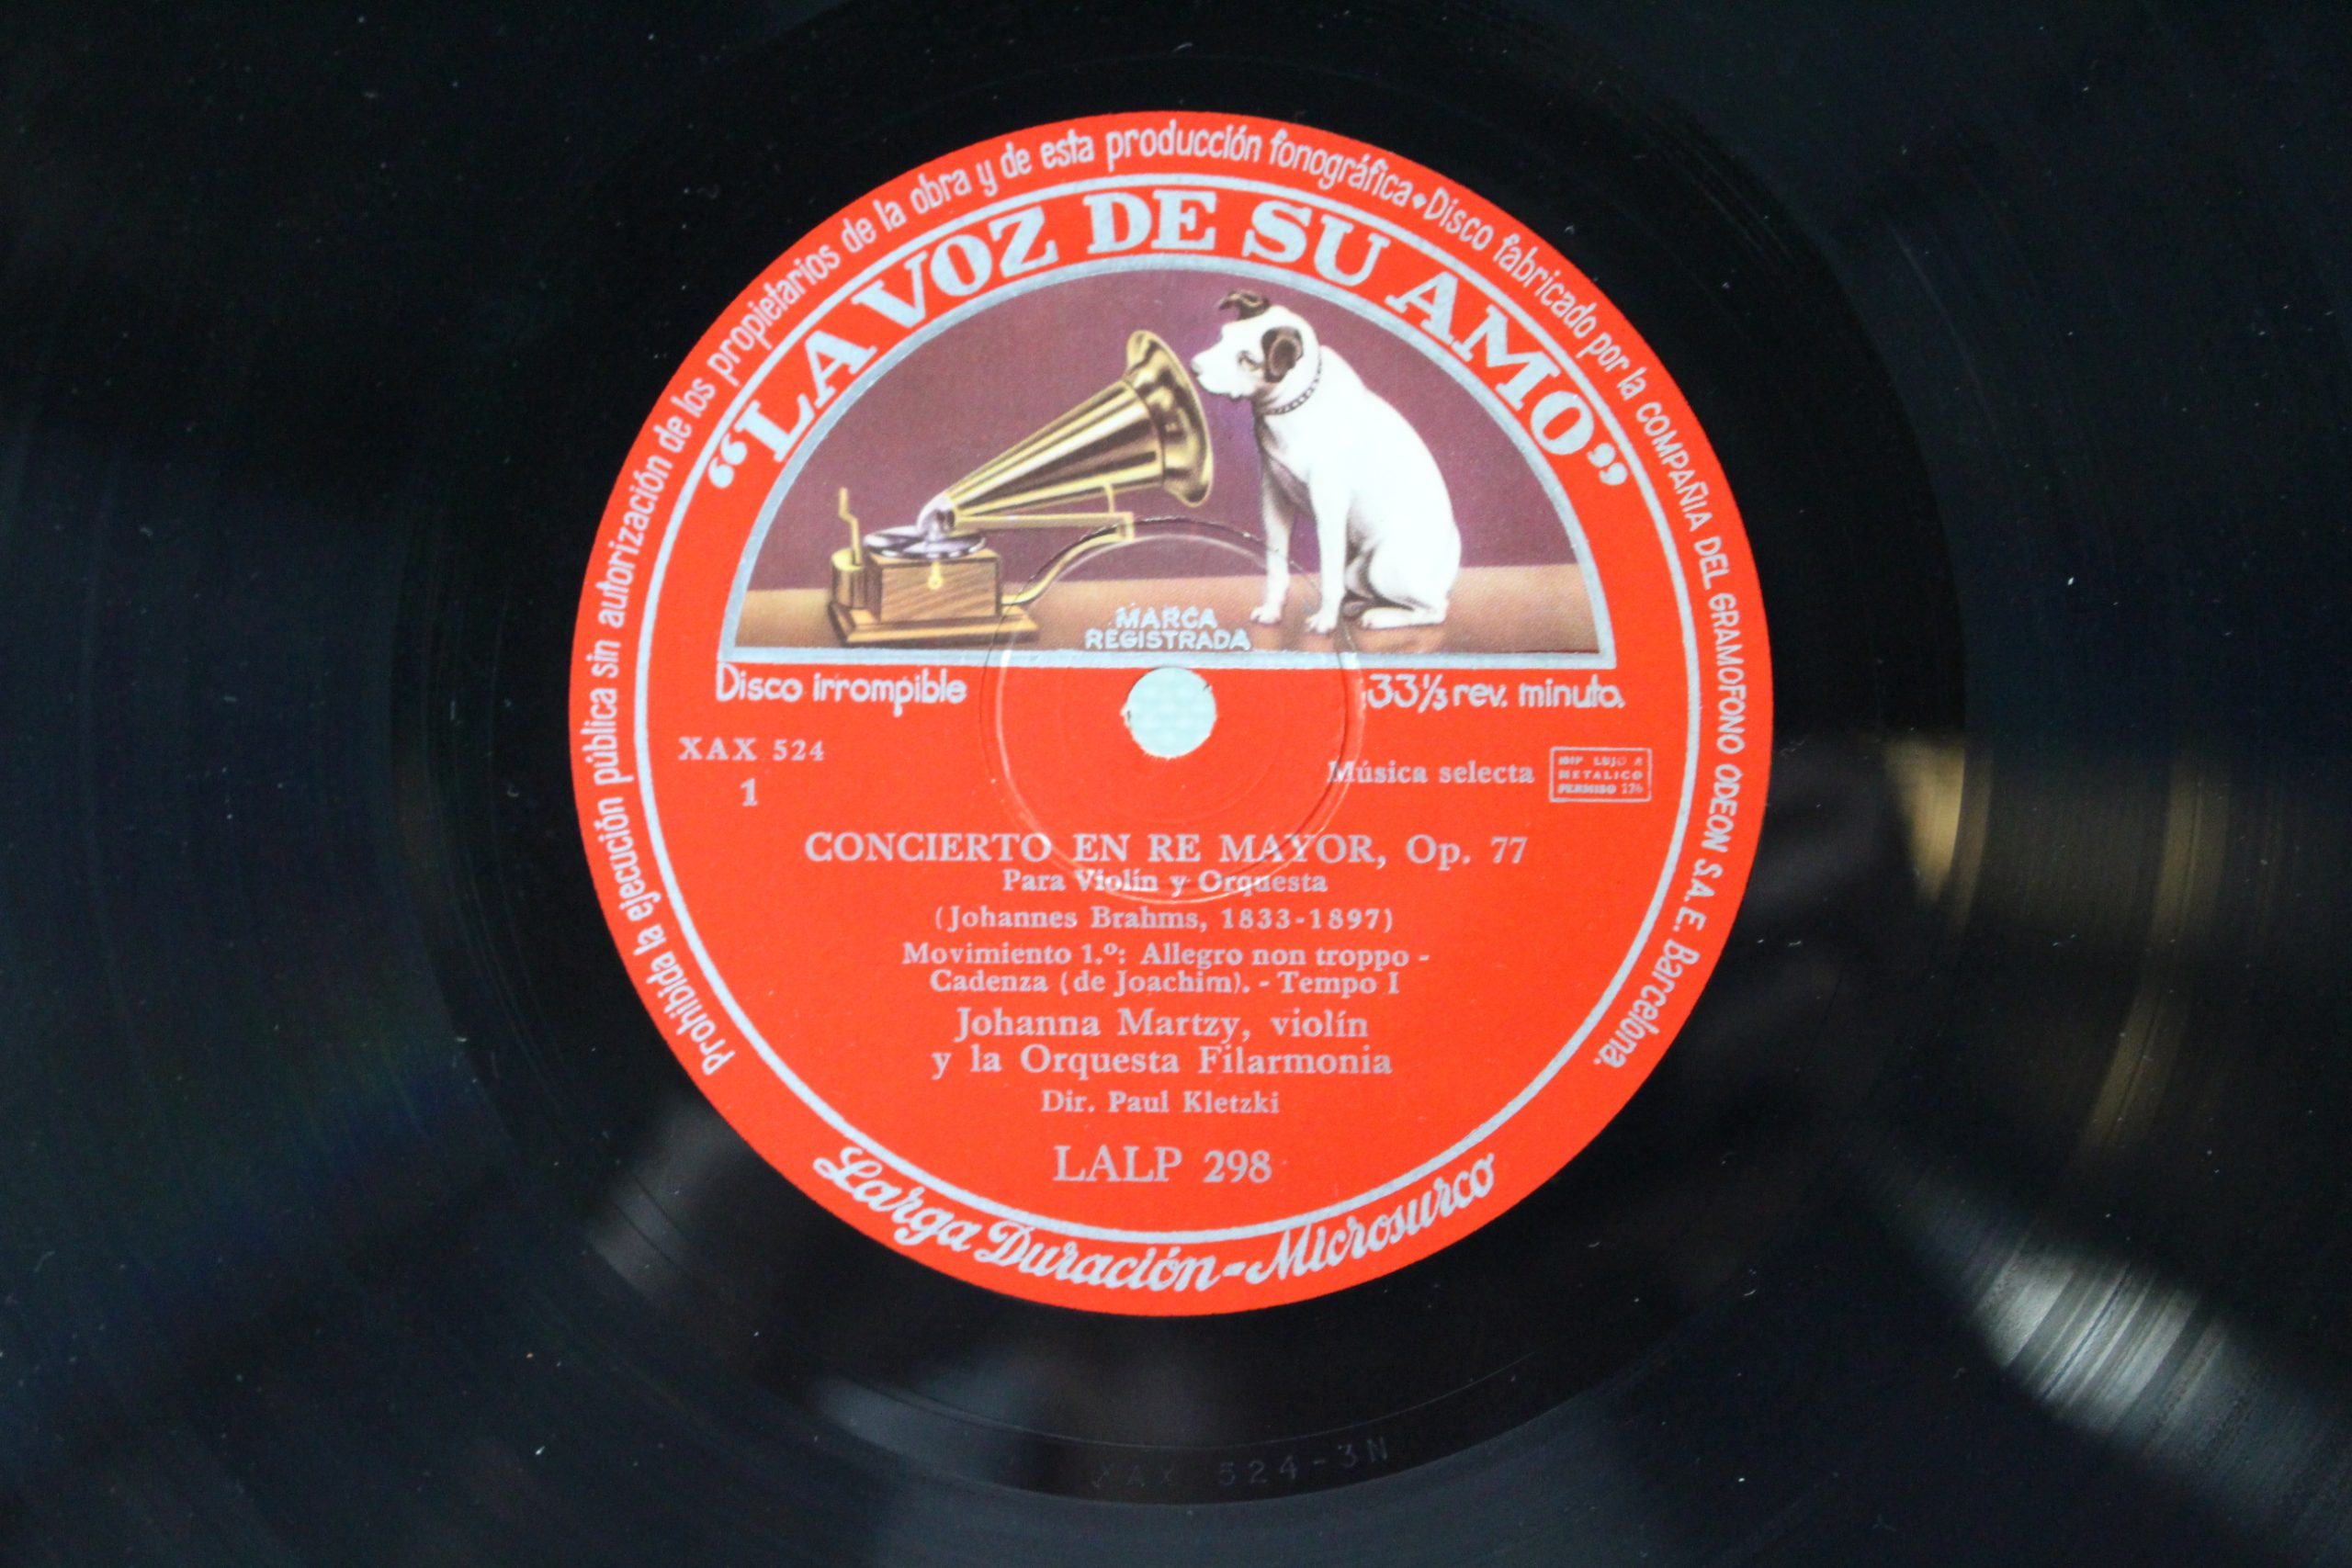 Prohibida la ejecución pública sin autorización de los propietarios de la obra y de esta producción fonográfica • Disco fabricado por la COMPAÑIA DEL GRAMOFONO ODEON S.A.E. Barcelona.
“LA VOZ DE SU AMO”
MARCA
REGISTRADA
Disco irrompible
33⅓ rev. minuto.
XAX 524
1
Música selecta
LUJO
METALICO
PERMISO
CONCIERTO EN RE MAYOR, Op. 77
Para Violín y Orquesta
(Johannes Brahms, 1833-1897)
Movimiento 1.º: Allegro non troppo -
Cadenza (de Joachim). - Tempo I
Johanna Martzy, violín
y la Orquesta Filarmonia
Dir. Paul Kletzki
LALP 298
Larga Duración-Microsurco
XAX 524-3N